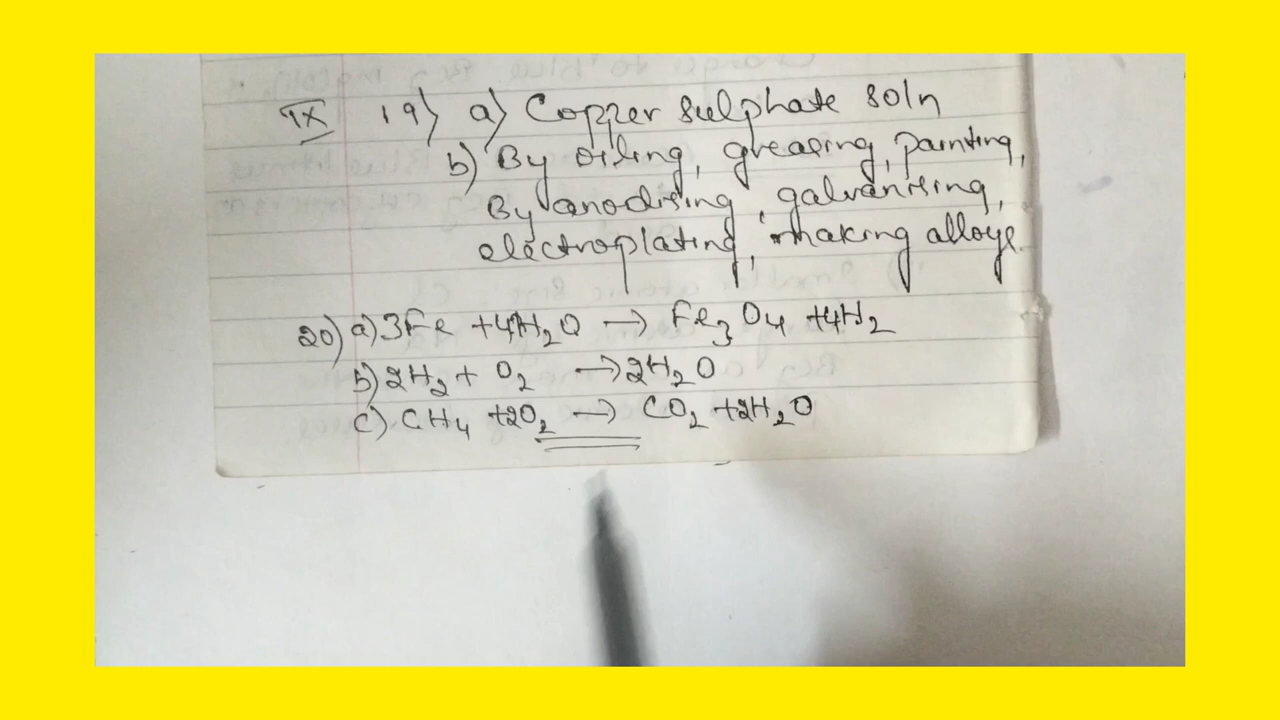 IX 19) a) Copper sulphate soln
b) By oiling, greasing, painting,
By anodising, galvanising,
electroplating, making alloys.
20) a) 3Fe + 4H₂O → Fe₃O₄ + 4H₂
b) 2H₂ + O₂ → 2H₂O
c) CH₄ + 2O₂ → CO₂ + 2H₂O